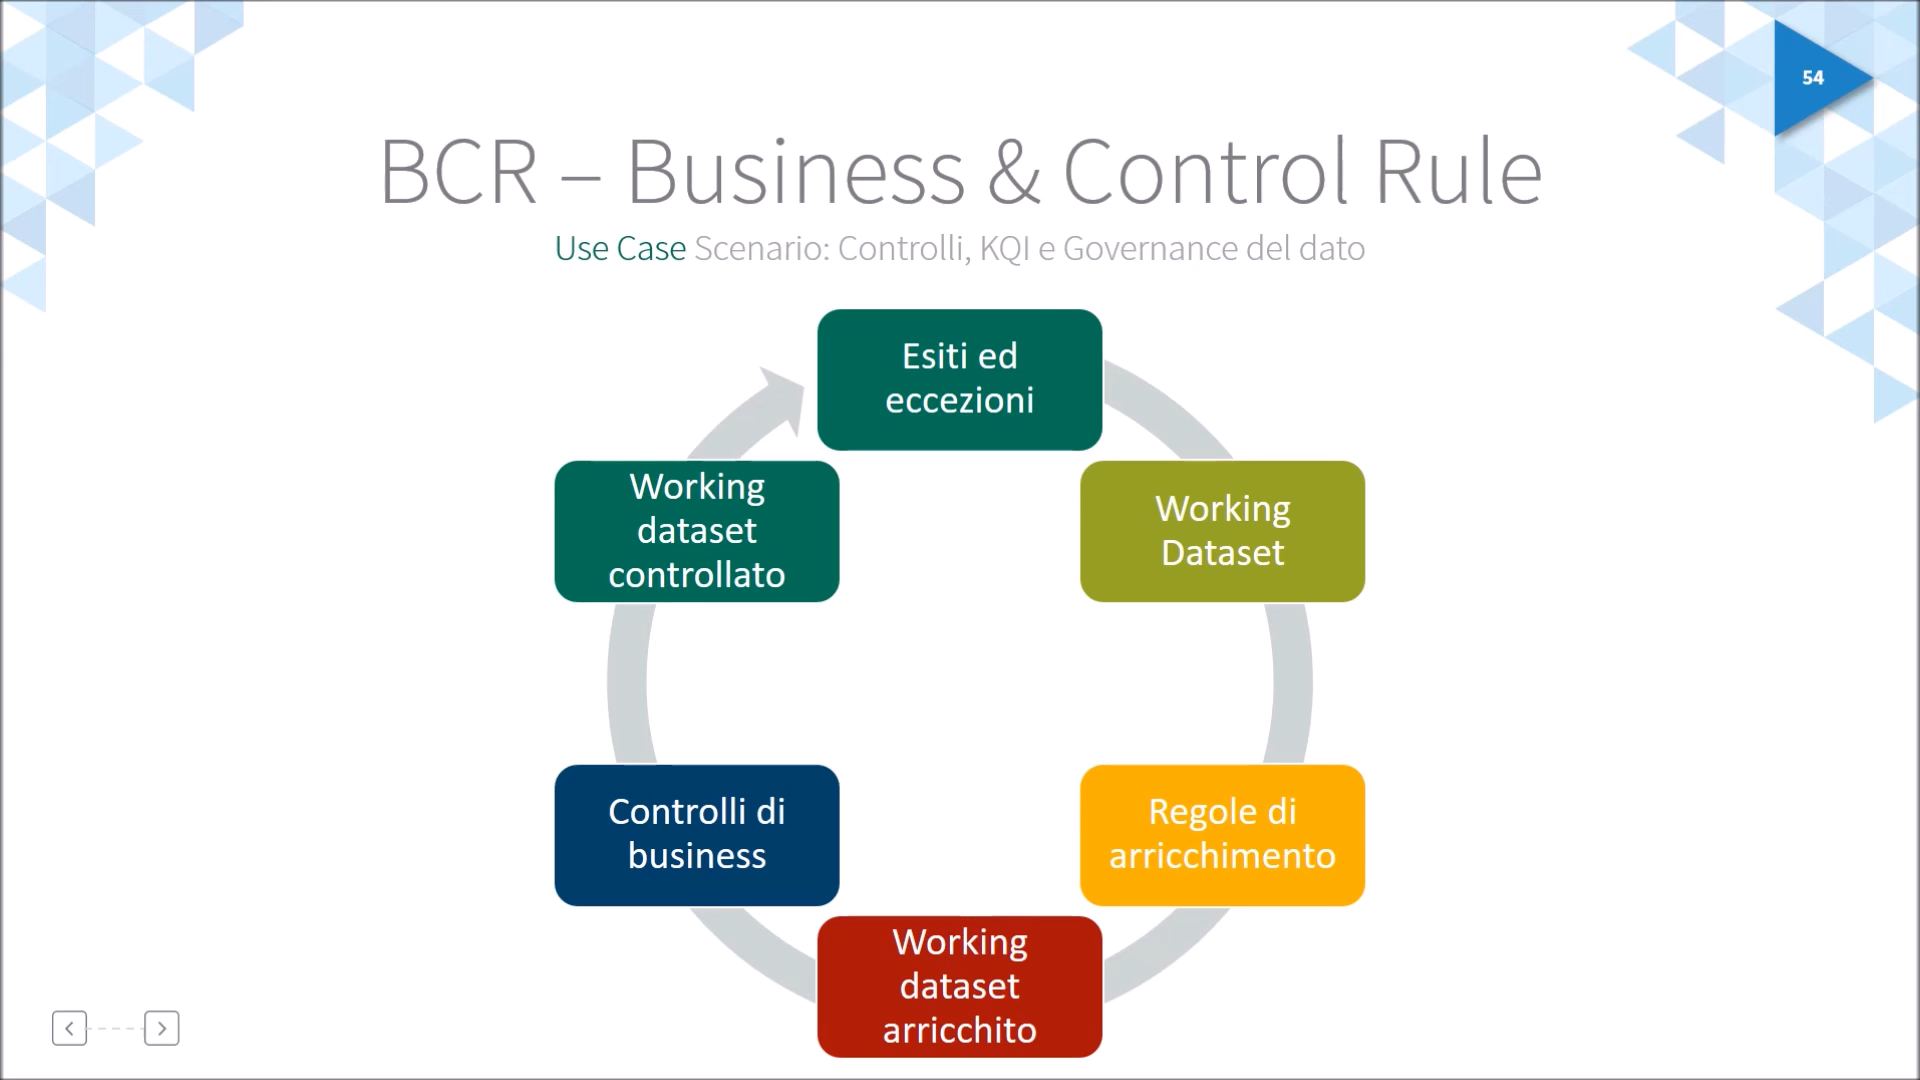 54
BCR – Business & Control Rule
Use Case Scenario: Controlli, KQI e Governance del dato
Esiti ed
eccezioni
Working
Dataset
Regole di
arricchimento
Working
dataset
arricchito
Controlli di
business
Working
dataset
controllato